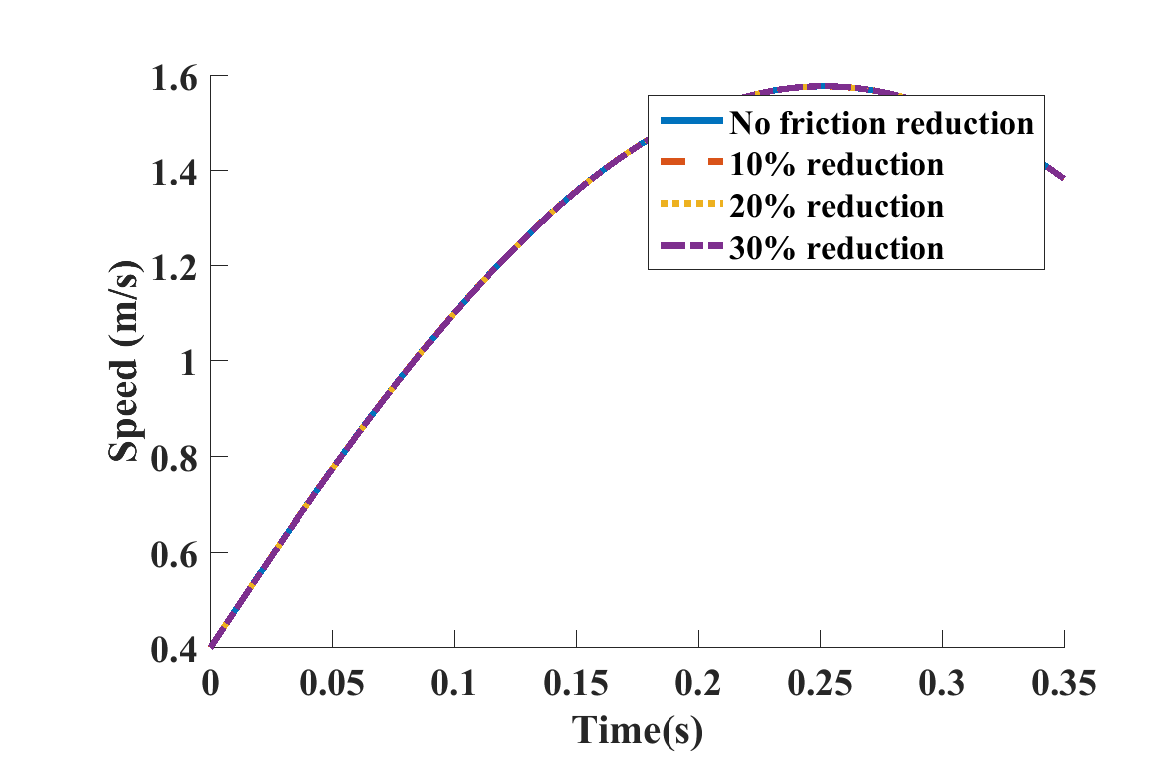 Speed (m/s)
1.6
1.4
1.2
1
0.8
0.6
0.4
No friction reduction
10% reduction
20% reduction
30% reduction
0 0.05 0.1 0.15 0.2 0.25 0.3 0.35
Time(s)